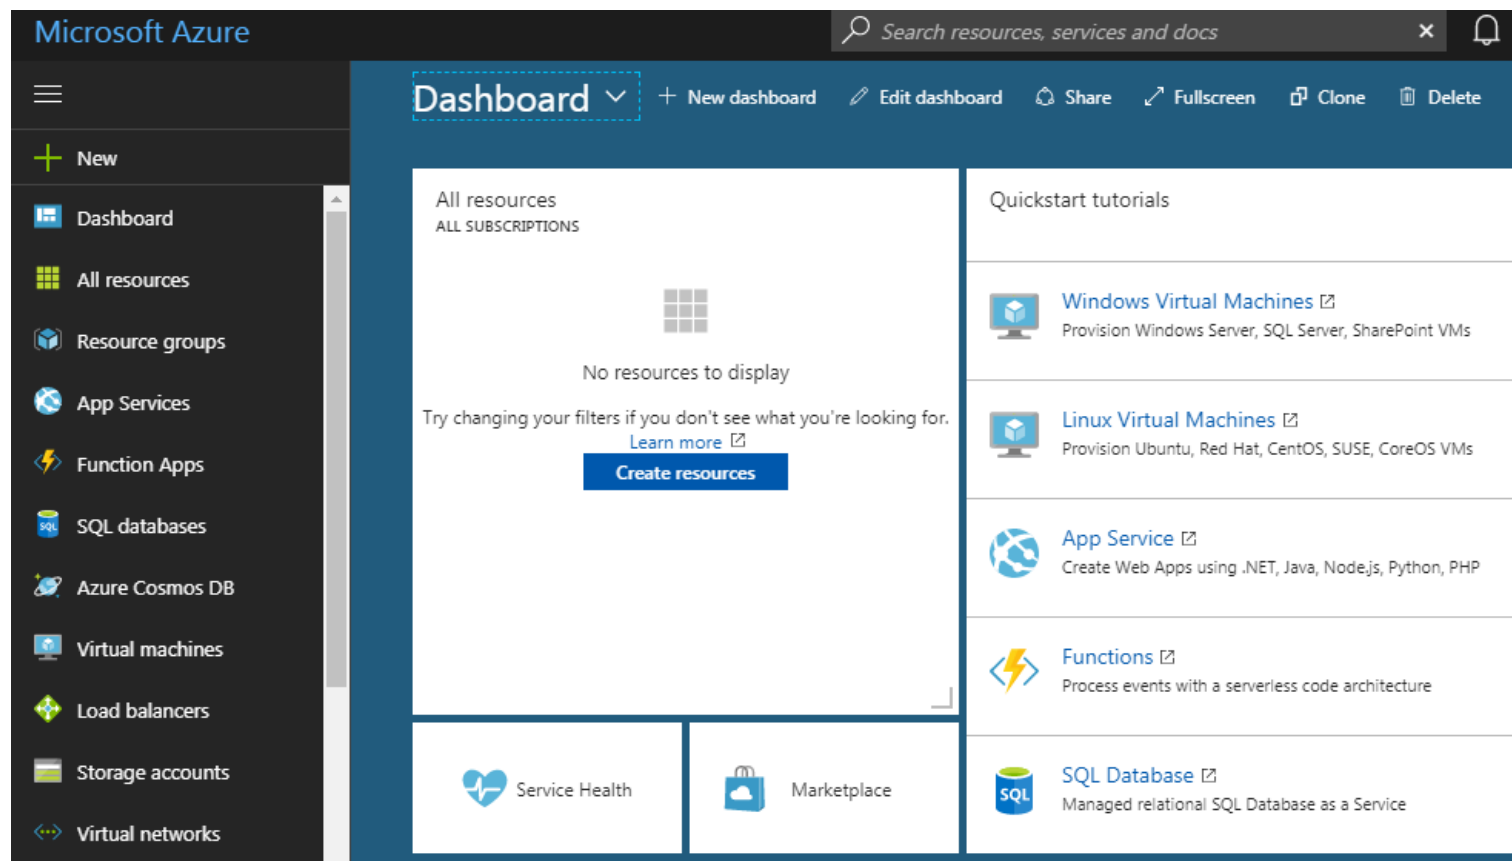 Microsoft Azure
Search resources, services and docs
Dashboard
New dashboard
Edit dashboard
Share
Fullscreen
Clone
Delete
New
Dashboard
All resources
Resource groups
App Services
Function Apps
SQL databases
Azure Cosmos DB
Virtual machines
Load balancers
Storage accounts
Virtual networks
All resources
ALL SUBSCRIPTIONS
No resources to display
Try changing your filters if you don't see what you're looking for.
Learn more
Create resources
Service Health
Marketplace
Quickstart tutorials
Windows Virtual Machines
Provision Windows Server, SQL Server, SharePoint VMs
Linux Virtual Machines
Provision Ubuntu, Red Hat, CentOS, SUSE, CoreOS VMs
App Service
Create Web Apps using .NET, Java, Node.js, Python, PHP
Functions
Process events with a serverless code architecture
SQL
SQL Database
Managed relational SQL Database as a Service